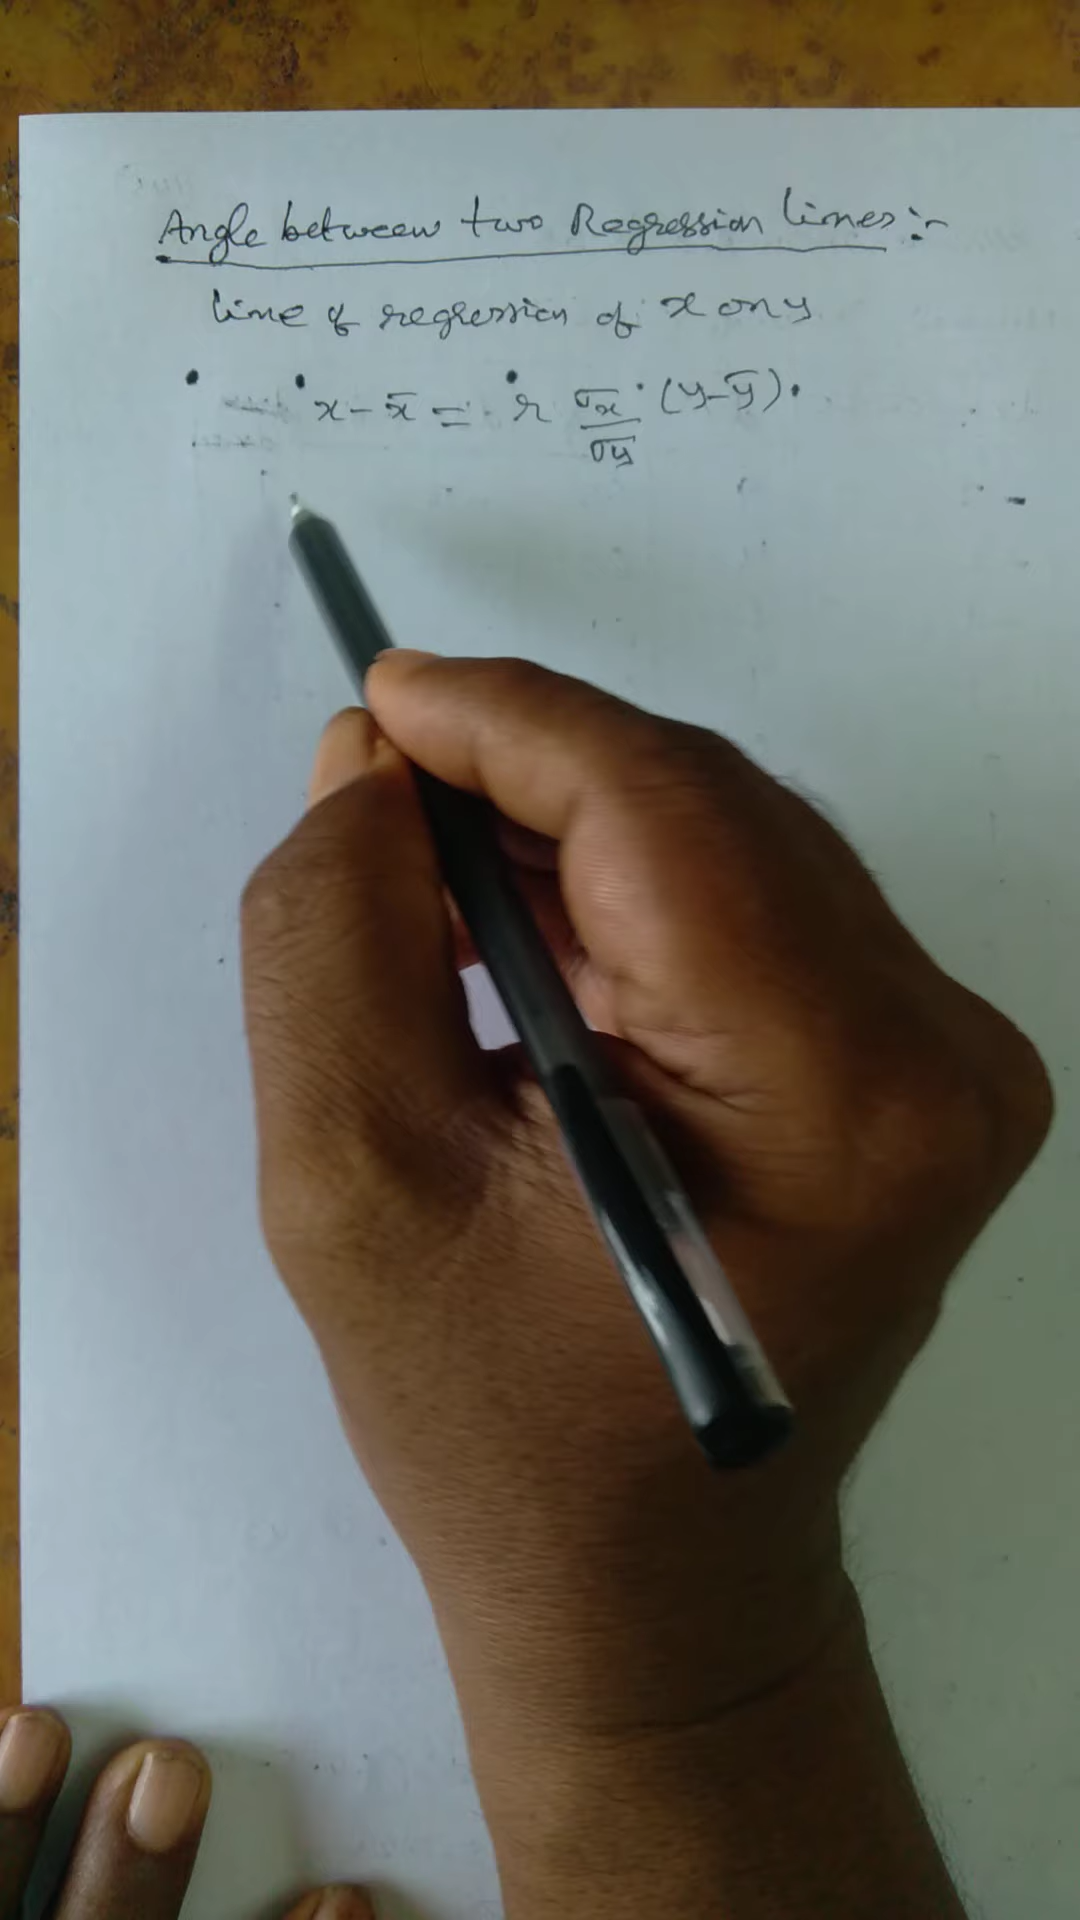 Angle between two Regression lines :-
line of regression of x on y
x - x̄ = r σx/σy (y - ȳ).